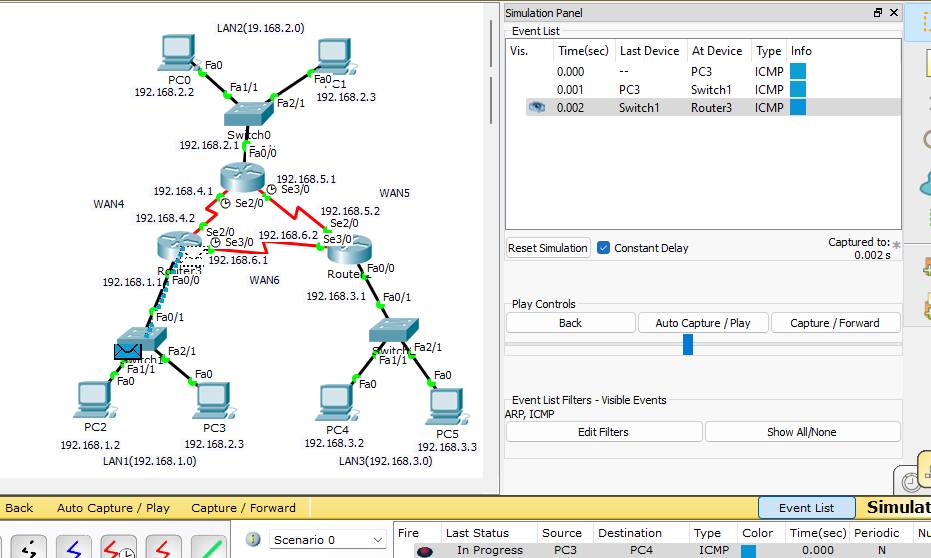 LAN2(19.168.2.0)
PC0
Fa0
192.168.2.2
Fa1/1
Fa0
C1
192.168.2.3
Fa2/1
Switch0
192.168.2.1
Fa0/0
192.168.5.1
Se3/0
192.168.4.1
Se2/0
WAN4
WAN5
192.168.4.2
192.168.5.2
Se2/0
Se2/0
Se3/0
192.168.6.2
Se3/0
192.168.6.1
Router3
Fa0/0
WAN6
Fa0/0
192.168.1.1
192.168.3.1
Fa0/1
Fa0/1
Fa2/1
Fa1/1
Fa2/1
Fa1/1
Fa0
Fa0
Fa0
Fa0
PC2
PC3
PC4
PC5
192.168.1.2
192.168.2.3
192.168.3.2
192.168.3.3
LAN1(192.168.1.0)
LAN3(192.168.3.0)
Simulation Panel
Event List
Vis. Time(sec) Last Device At Device Type Info
0.000 -- PC3 ICMP
0.001 PC3 Switch1 ICMP
0.002 Switch1 Router3 ICMP
Reset Simulation
Constant Delay
Captured to:
0.002 s
Play Controls
Back
Auto Capture / Play
Capture / Forward
Event List Filters - Visible Events
ARP, ICMP
Edit Filters
Show All/None
Back
Auto Capture / Play
Capture / Forward
Event List
Simulat
Scenario 0
Fire Last Status Source Destination Type Color Time(sec) Periodic Nu
In Progress PC3 PC4 ICMP 0.000 N